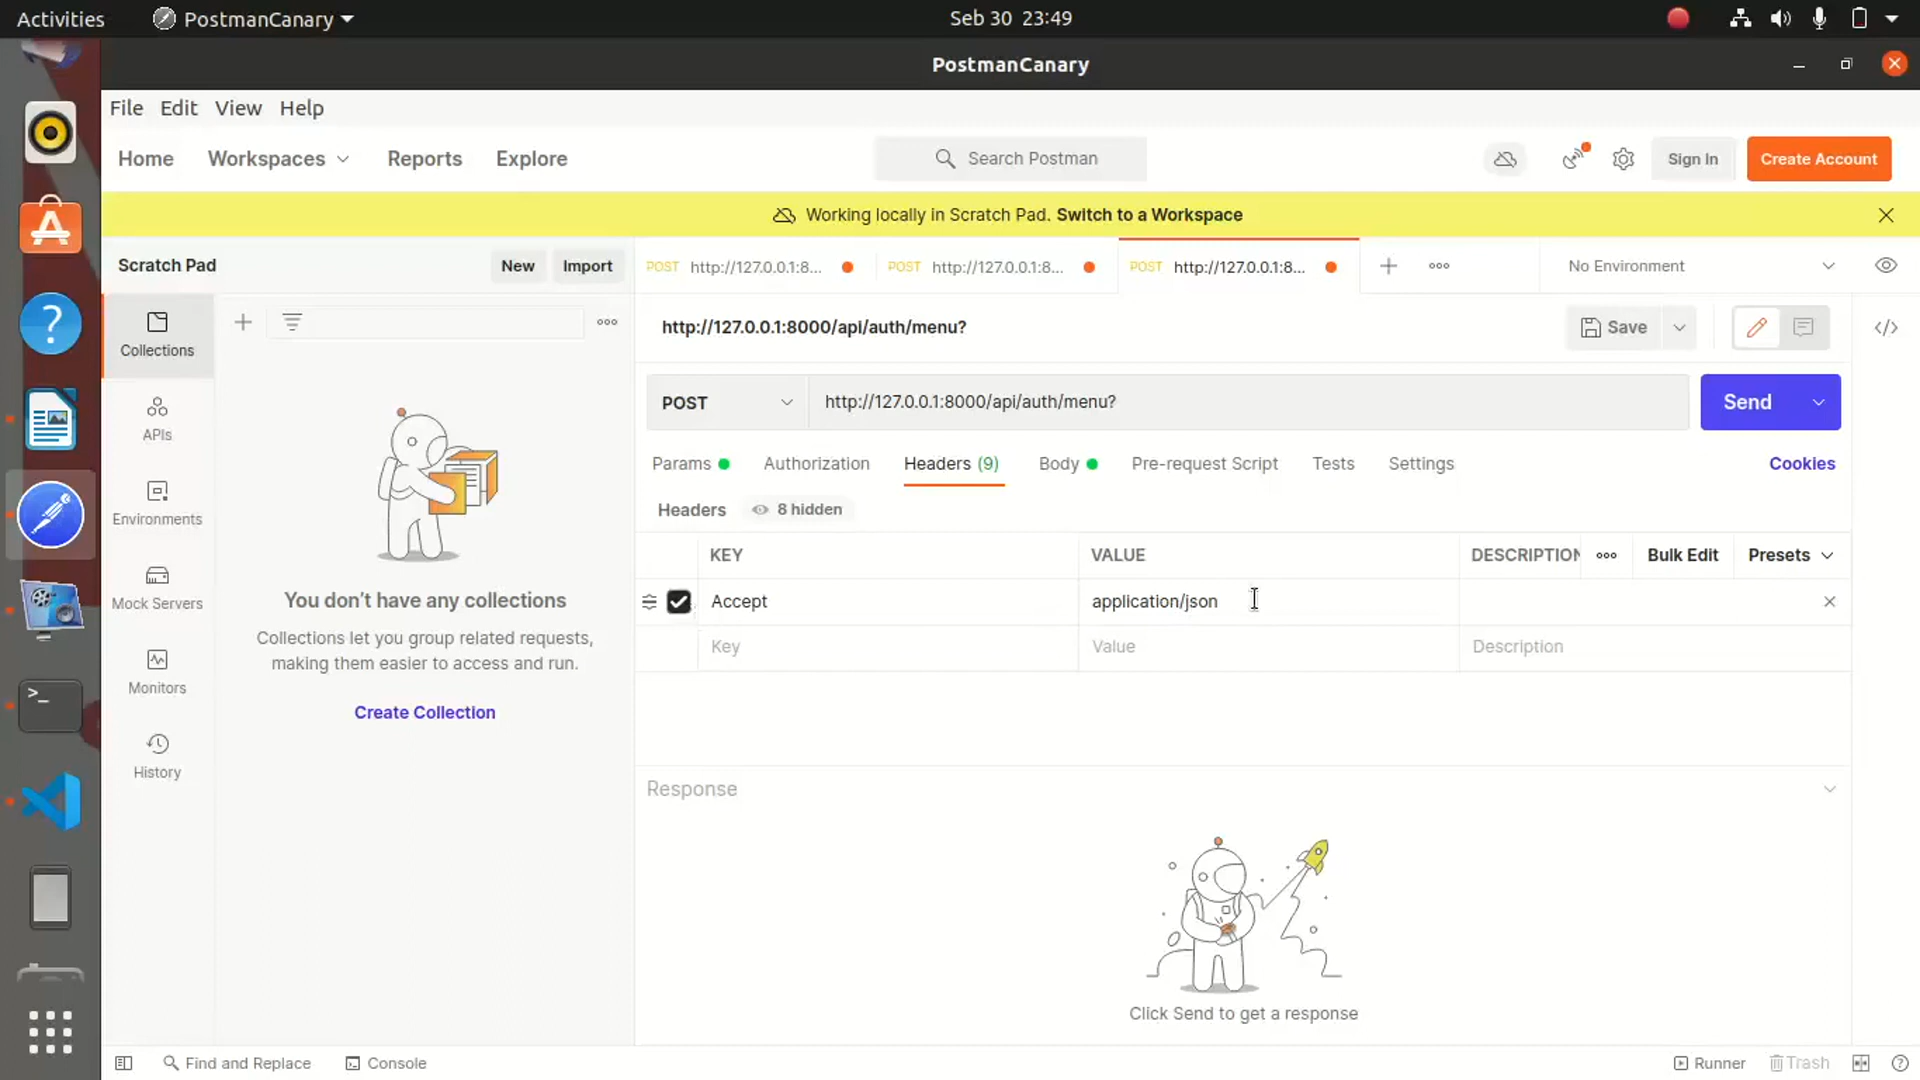 Activities
PostmanCanary
Seb 30 23:49
PostmanCanary
File Edit View Help
Home Workspaces Reports Explore
Search Postman
Sign In
Create Account
Working locally in Scratch Pad. Switch to a Workspace
Scratch Pad
New
Import
POST http://127.0.0.1:8...
POST http://127.0.0.1:8...
POST http://127.0.0.1:8...
No Environment
Collections
APIs
Environments
Mock Servers
Monitors
History
You don't have any collections
Collections let you group related requests,
making them easier to access and run.
Create Collection
http://127.0.0.1:8000/api/auth/menu?
Save
POST
http://127.0.0.1:8000/api/auth/menu?
Send
Params Authorization Headers (9) Body Pre-request Script Tests Settings
Cookies
Headers 8 hidden
KEY VALUE DESCRIPTION
Bulk Edit
Presets
Accept application/json
Key Value Description
Response
Click Send to get a response
Find and Replace
Console
Runner
Trash